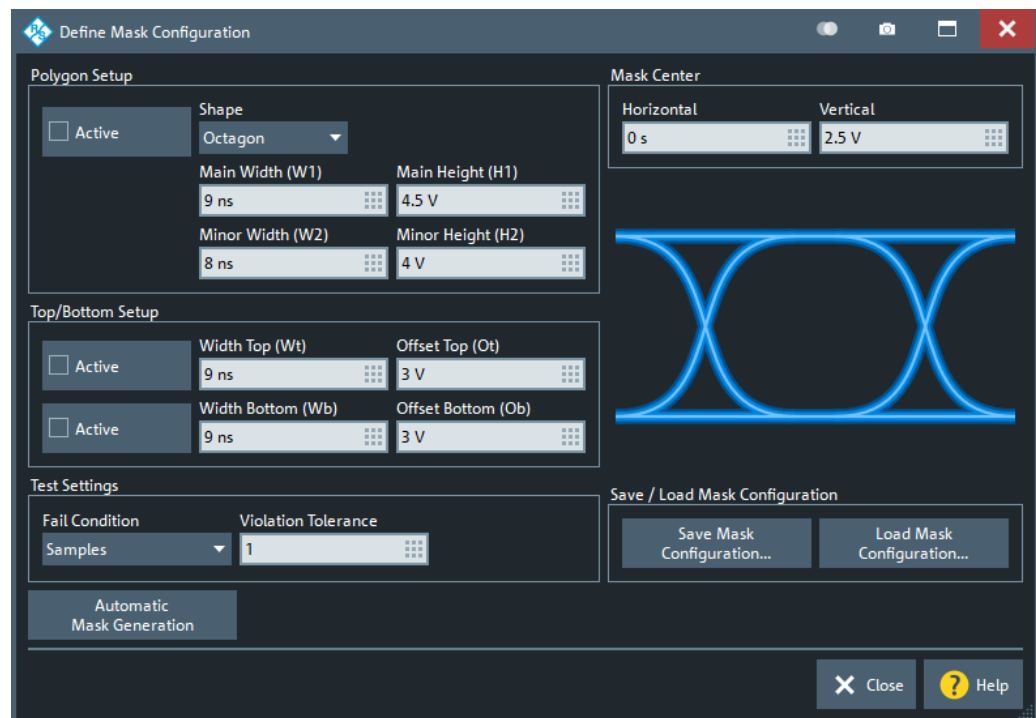 Define Mask Configuration
Polygon Setup
Active
Shape
Octagon
Main Width (W1)
Main Height (H1)
9 ns
4.5 V
Minor Width (W2)
Minor Height (H2)
8 ns
4 V
Mask Center
Horizontal
Vertical
0 s
2.5 V
Top/Bottom Setup
Active
Width Top (Wt)
Offset Top (Ot)
9 ns
3 V
Active
Width Bottom (Wb)
Offset Bottom (Ob)
9 ns
3 V
Test Settings
Fail Condition
Violation Tolerance
Samples
1
Save / Load Mask Configuration
Save Mask
Configuration...
Load Mask
Configuration...
Automatic
Mask Generation
Close
? Help